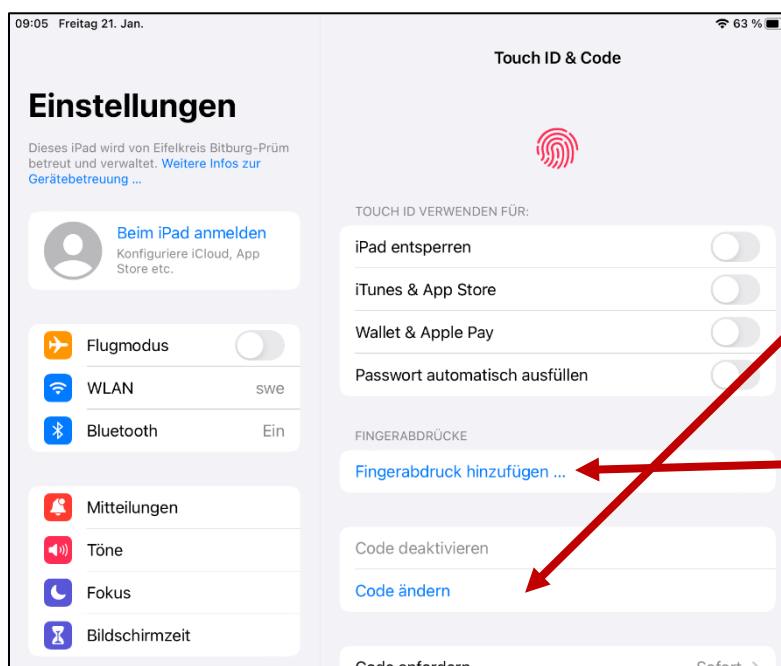 09:05 Freitag 21. Jan.
63 %
Touch ID & Code
Einstellungen
Dieses iPad wird von Eifelkreis Bitburg-Prüm
betreut und verwaltet. Weitere Infos zur
Gerätebetreuung ...
Beim iPad anmelden
Konfiguriere iCloud, App
Store etc.
Flugmodus
WLAN swe
Bluetooth Ein
Mitteilungen
Töne
Fokus
Bildschirmzeit
TOUCH ID VERWENDEN FÜR:
iPad entsperren
iTunes & App Store
Wallet & Apple Pay
Passwort automatisch ausfüllen
FINGERABDRÜCKE
Fingerabdruck hinzufügen ...
Code deaktivieren
Code ändern
Code anfordern Sofort